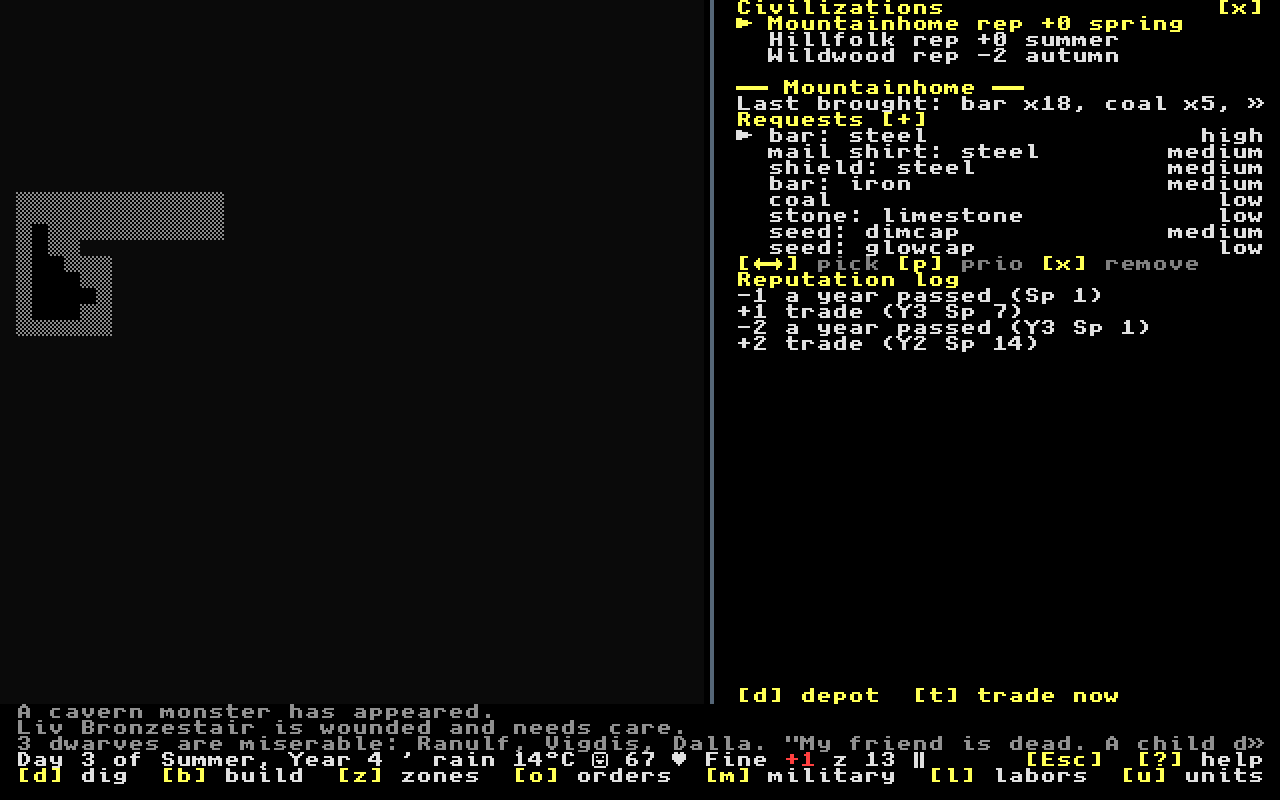 Civilizations [x]
► Mountainhome rep +0 spring
Hillfolk rep +0 summer
Wildwood rep -2 autumn
── Mountainhome ──
Last brought: bar x18, coal x5, »
Requests [+]
► bar: steel high
mail shirt: steel medium
shield: steel medium
bar: iron medium
coal low
stone: limestone low
seed: dimcap medium
seed: glowcap low
[↔] pick [p] prio [x] remove
Reputation log
-1 a year passed (Sp 1)
+1 trade (Y3 Sp 7)
-2 a year passed (Y3 Sp 1)
+2 trade (Y2 Sp 14)
[d] depot [t] trade now
A cavern monster has appeared.
Liv Bronzestair is wounded and needs care.
3 dwarves are miserable: Ranulf, Vigdis, Dalla. "My friend is dead. A child d»
Day 3 of Summer, Year 4 ‚ rain 14°C ☺ 67 ♥ Fine +1 z 13 ‖ [Esc] [?] help
[d] dig [b] build [z] zones [o] orders [m] military [l] labors [u] units